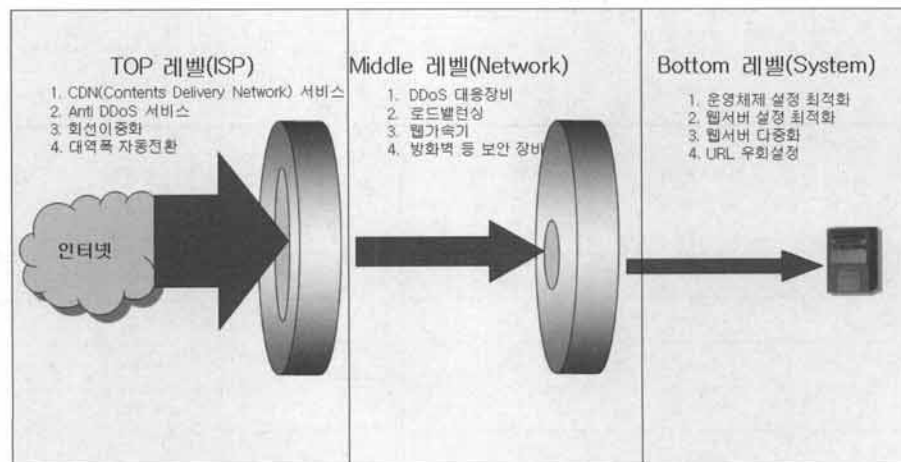 TOP 레벨(ISP)
1. CDN(Contents Delivery Network) 서비스
2. Anti DDoS 서비스
3. 회선이중화
4. 대역폭 자동전환
인터넷
Middle 레벨(Network)
1. DDoS 대응장비
2. 로드밸런싱
3. 웹가속기
4. 방화벽 등 보안 장비
Bottom 레벨(System)
1. 운영체제 설정 최적화
2. 웹서버 설정 최적화
3. 웹서버 다중화
4. URL 우회설정